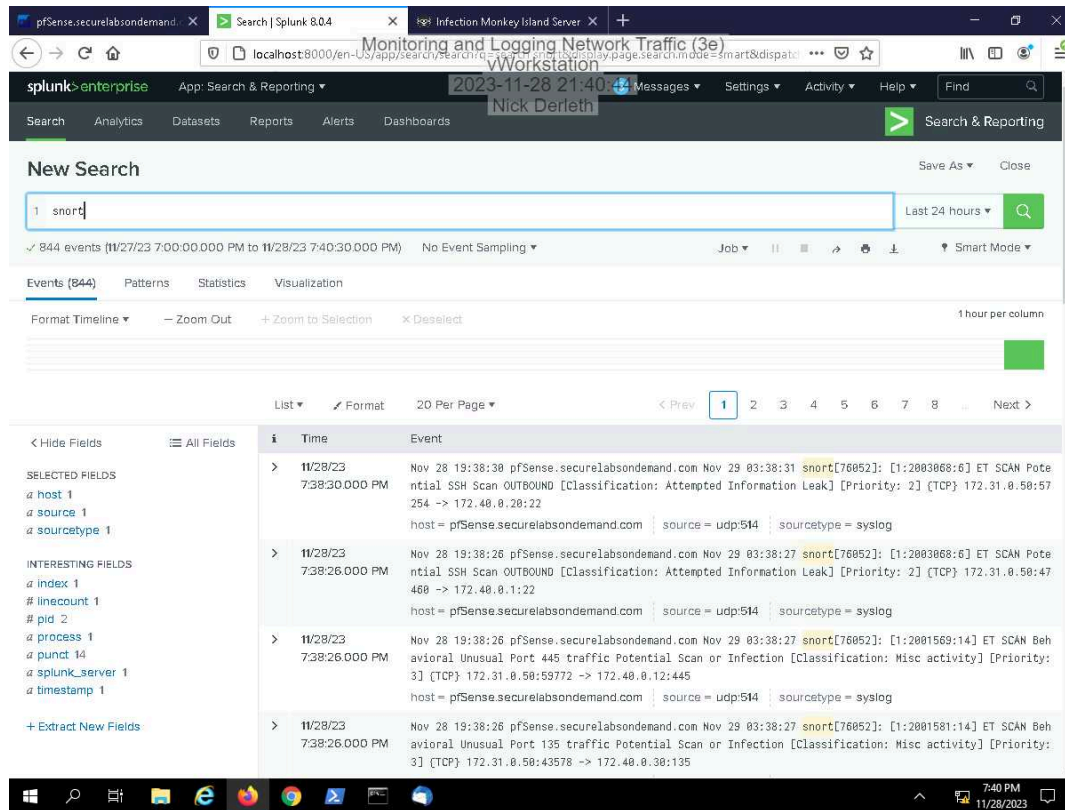 pfSense.securelabsondemand.
Search | Splunk 8.0.4
Infection Monkey Island Server
localhost:8000/en-US/app/search/search?q=search snort&display.page.search.mode=smart&dispatc
Monitoring and Logging Network Traffic (3e)
vWorkstation
2023-11-28 21:40:44
Nick Derleth
splunk>enterprise App: Search & Reporting Messages Settings Activity Help Find
Search Analytics Datasets Reports Alerts Dashboards Search & Reporting
New Search Save As Close
1 snort Last 24 hours
844 events (11/27/23 7:00:00.000 PM to 11/28/23 7:40:30.000 PM) No Event Sampling Job Smart Mode
Events (844) Patterns Statistics Visualization
Format Timeline — Zoom Out + Zoom to Selection × Deselect 1 hour per column
List Format 20 Per Page < Prev 1 2 3 4 5 6 7 8 ... Next >
< Hide Fields All Fields i Time Event
SELECTED FIELDS
a host 1
a source 1
a sourcetype 1
INTERESTING FIELDS
a index 1
# linecount 1
# pid 2
a process 1
a punct 14
a splunk_server 1
a timestamp 1
+ Extract New Fields
> 11/28/23
7:38:30.000 PM
Nov 28 19:38:30 pfSense.securelabsondemand.com Nov 29 03:38:31 snort[76052]: [1:2003068:6] ET SCAN Pote
ntial SSH Scan OUTBOUND [Classification: Attempted Information Leak] [Priority: 2] {TCP} 172.31.0.50:57
254 -> 172.40.0.20:22
host = pfSense.securelabsondemand.com source = udp:514 sourcetype = syslog
> 11/28/23
7:38:26.000 PM
Nov 28 19:38:26 pfSense.securelabsondemand.com Nov 29 03:38:27 snort[76052]: [1:2003068:6] ET SCAN Pote
ntial SSH Scan OUTBOUND [Classification: Attempted Information Leak] [Priority: 2] {TCP} 172.31.0.50:47
460 -> 172.40.0.1:22
host = pfSense.securelabsondemand.com source = udp:514 sourcetype = syslog
> 11/28/23
7:38:26.000 PM
Nov 28 19:38:26 pfSense.securelabsondemand.com Nov 29 03:38:27 snort[76052]: [1:2001569:14] ET SCAN Beh
avioral Unusual Port 445 traffic Potential Scan or Infection [Classification: Misc activity] [Priority:
3] {TCP} 172.31.0.50:59772 -> 172.40.0.12:445
host = pfSense.securelabsondemand.com source = udp:514 sourcetype = syslog
> 11/28/23
7:38:26.000 PM
Nov 28 19:38:26 pfSense.securelabsondemand.com Nov 29 03:38:27 snort[76052]: [1:2001581:14] ET SCAN Beh
avioral Unusual Port 135 traffic Potential Scan or Infection [Classification: Misc activity] [Priority:
3] {TCP} 172.31.0.50:43578 -> 172.40.0.30:135
7:40 PM
11/28/2023